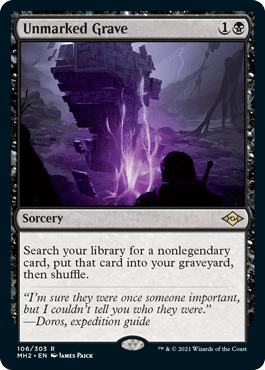 Unmarked Grave 1
Sorcery
Search your library for a nonlegendary
card, put that card into your graveyard,
then shuffle.
“I’m sure they were once someone important,
but I couldn’t tell you who they were.”
—Doros, expedition guide
106/303 R
MH2 • EN JAMES PAICK
™ & © 2021 Wizards of the Coast